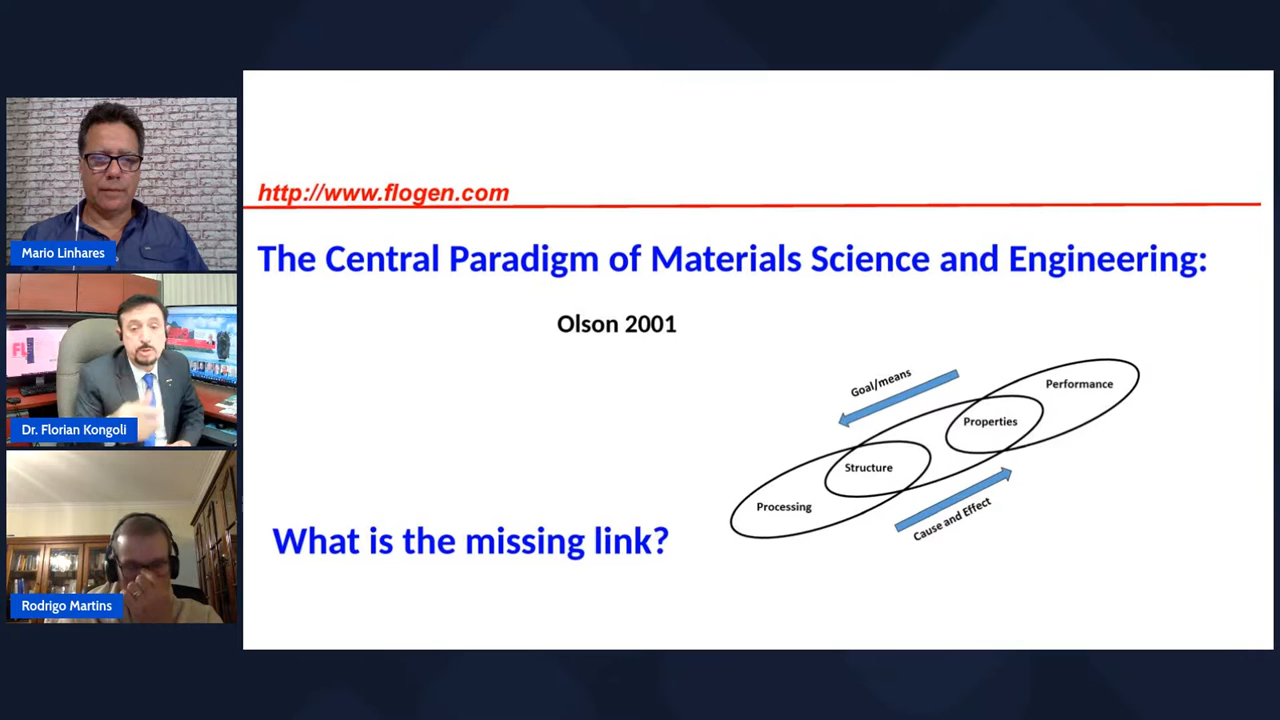 http://www.flogen.com
The Central Paradigm of Materials Science and Engineering:
Olson 2001
Goal/means
Performance
Properties
Structure
Processing
Cause and Effect
What is the missing link?
Mario Linhares
Dr. Florian Kongoli
Rodrigo Martins